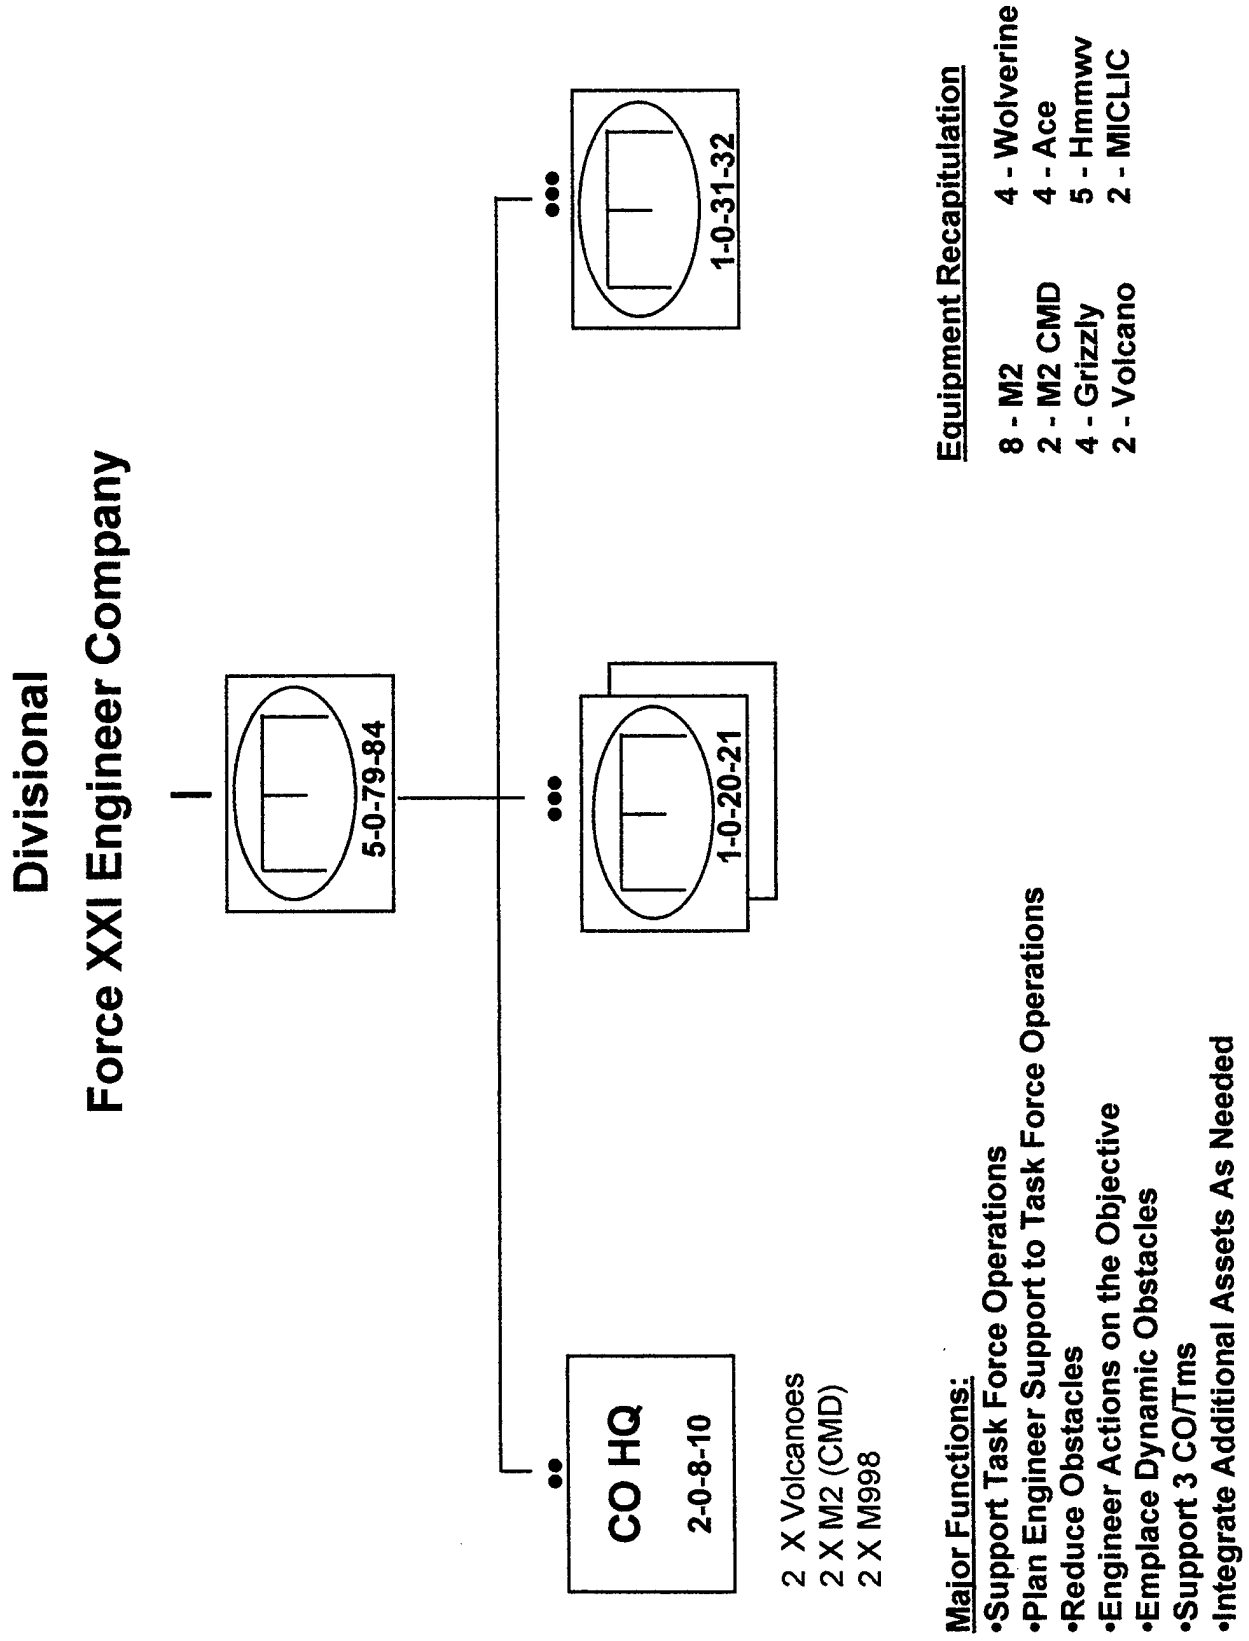 Divisional
Force XXI Engineer Company
5-0-79-84
CO HQ
2-0-8-10
1-0-20-21
1-0-31-32
2 X Volcanoes
2 X M2 (CMD)
2 X M998
Major Functions:
•Support Task Force Operations
•Plan Engineer Support to Task Force Operations
•Reduce Obstacles
•Engineer Actions on the Objective
•Emplace Dynamic Obstacles
•Support 3 CO/Tms
•Integrate Additional Assets As Needed
Equipment Recapitulation
8 - M2 4 - Wolverine
2 - M2 CMD 4 - Ace
4 - Grizzly 5 - Hmmwv
2 - Volcano 2 - MICLIC